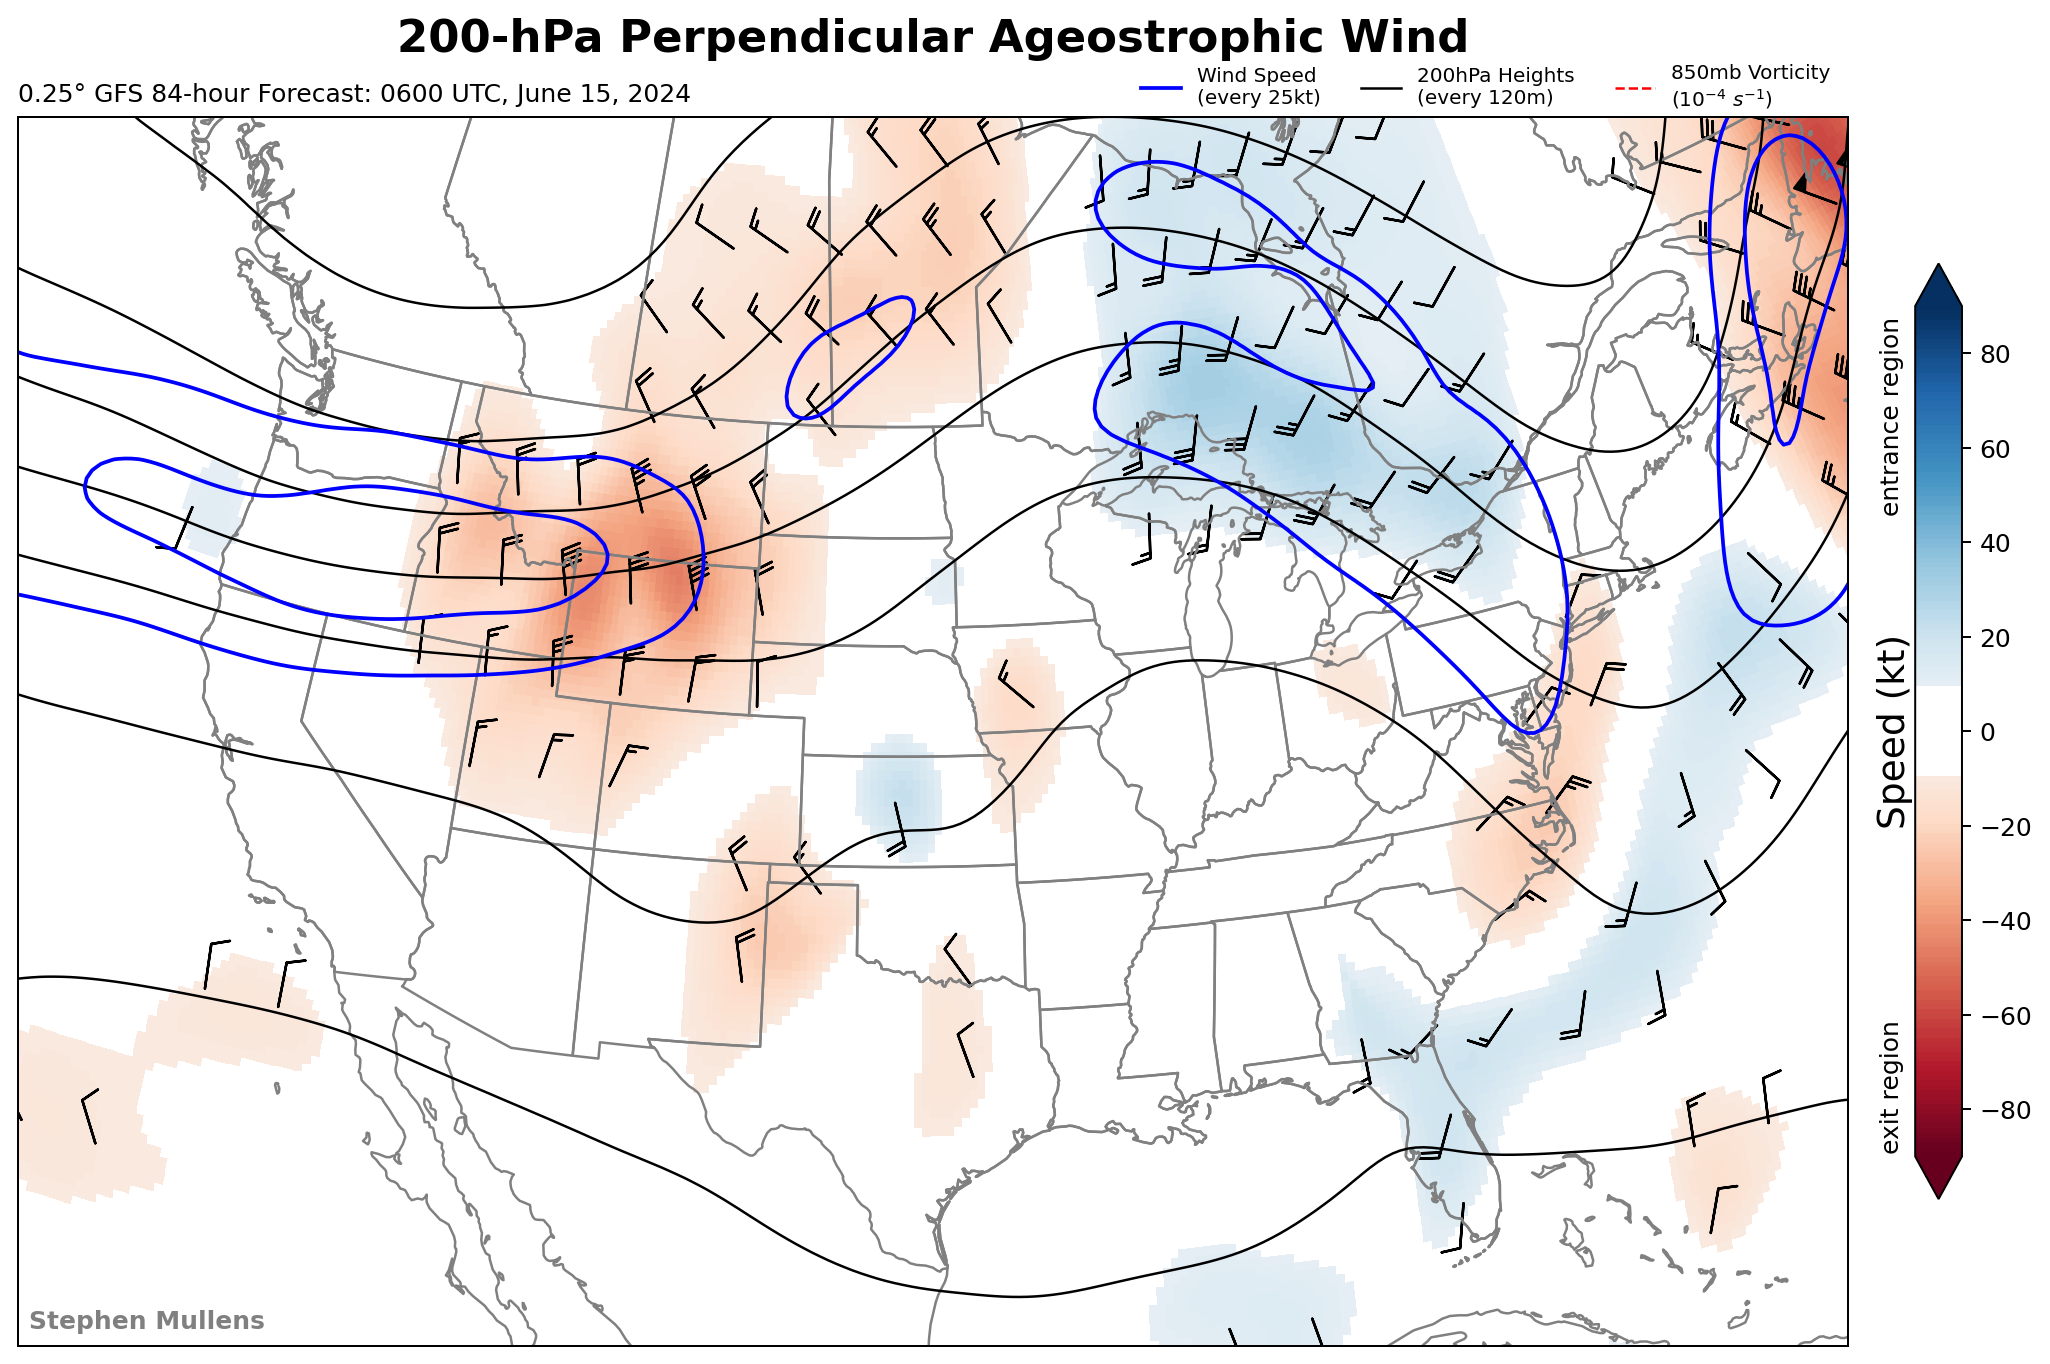 200-hPa Perpendicular Ageostrophic Wind
0.25° GFS 84-hour Forecast: 0600 UTC, June 15, 2024
Wind Speed
(every 25kt)
200hPa Heights
(every 120m)
850mb Vorticity
(10⁻⁴ s⁻¹)
entrance region
Speed (kt)
exit region
80
60
40
20
0
−20
−40
−60
−80
Stephen Mullens